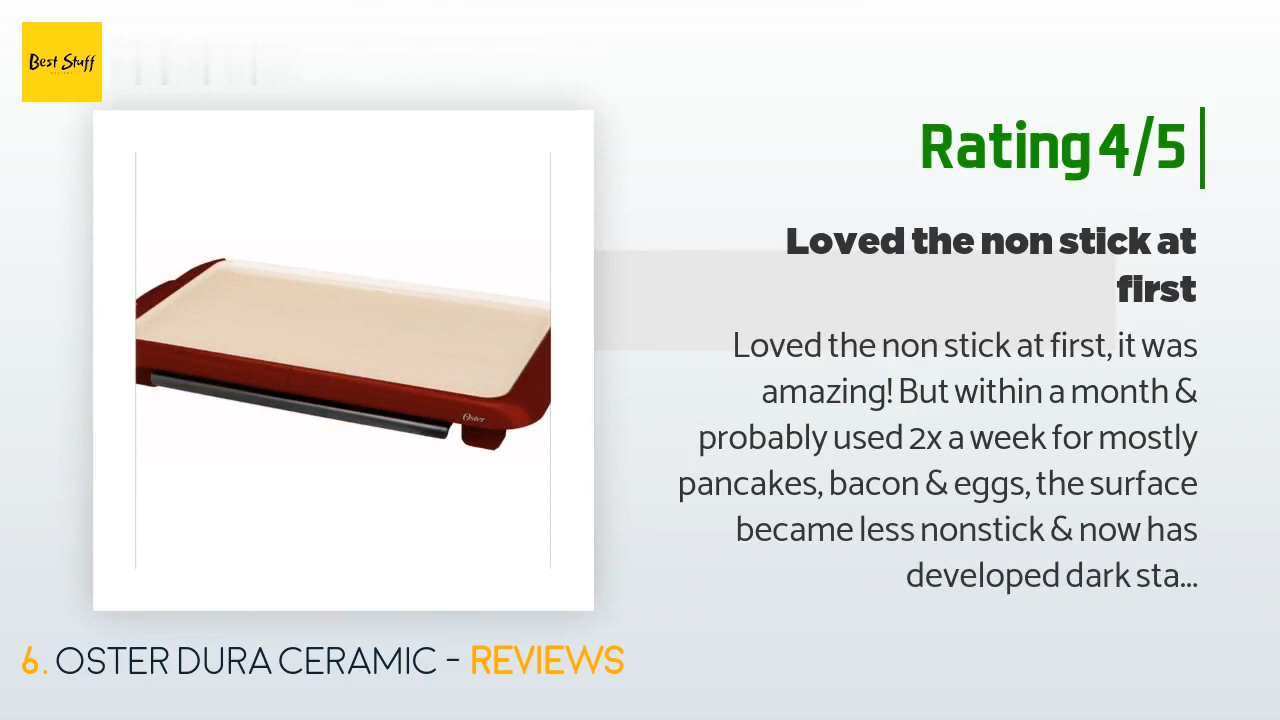 Best Stuff
Rating 4/5
Loved the non stick at
first
Loved the non stick at first, it was
amazing! But within a month &
probably used 2x a week for mostly
pancakes, bacon & eggs, the surface
became less nonstick & now has
developed dark sta...
Oster
6. OSTER DURA CERAMIC - REVIEWS